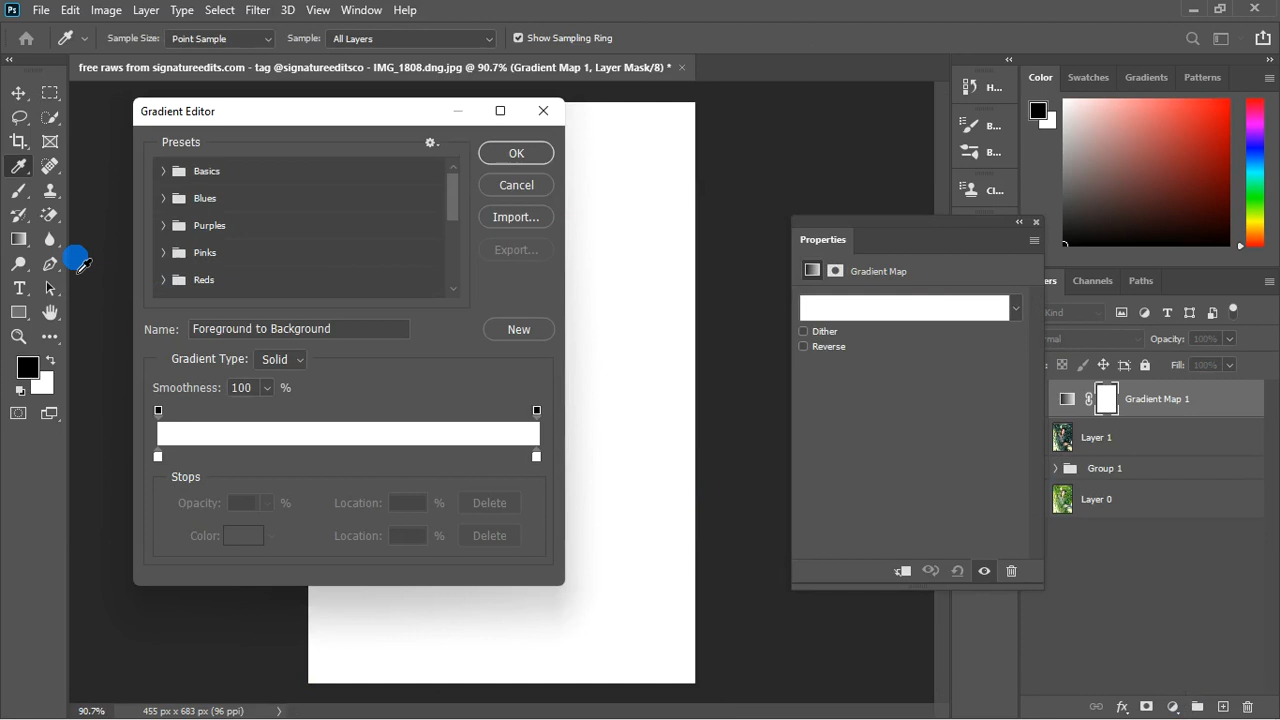 Ps File Edit Image Layer Type Select Filter 3D View Window Help
Sample Size: Point Sample Sample: All Layers Show Sampling Ring
free raws from signatureedits.com - tag @signatureeditsco - IMG_1808.dng.jpg @ 90.7% (Gradient Map 1, Layer Mask/8) *
Gradient Editor
Presets
Basics
Blues
Purples
Pinks
Reds
OK
Cancel
Import...
Export...
Name: Foreground to Background
New
Gradient Type: Solid
Smoothness: 100 %
Stops
Opacity: % Location: % Delete
Color: Location: % Delete
Properties
Gradient Map
Dither
Reverse
H...
B...
B...
Cl...
Color Swatches Gradients Patterns
ers Channels Paths
Kind
mal Opacity: 100%
Fill: 100%
Gradient Map 1
Layer 1
Group 1
Layer 0
fx
90.7% 455 px x 683 px (96 ppi)